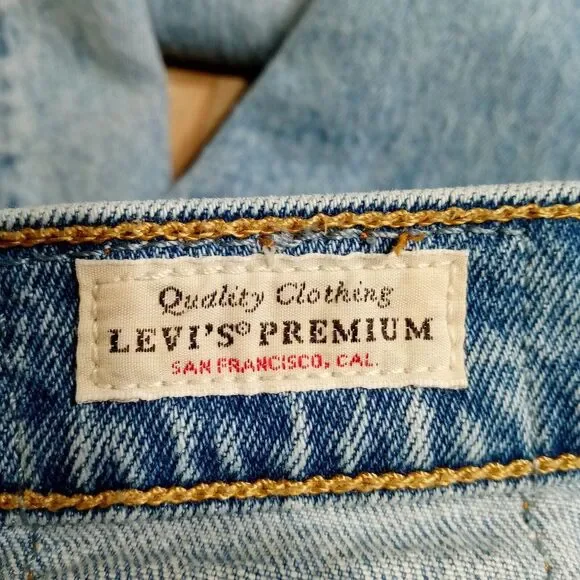 Quality Clothing
LEVI'S® PREMIUM
SAN FRANCISCO, CAL.